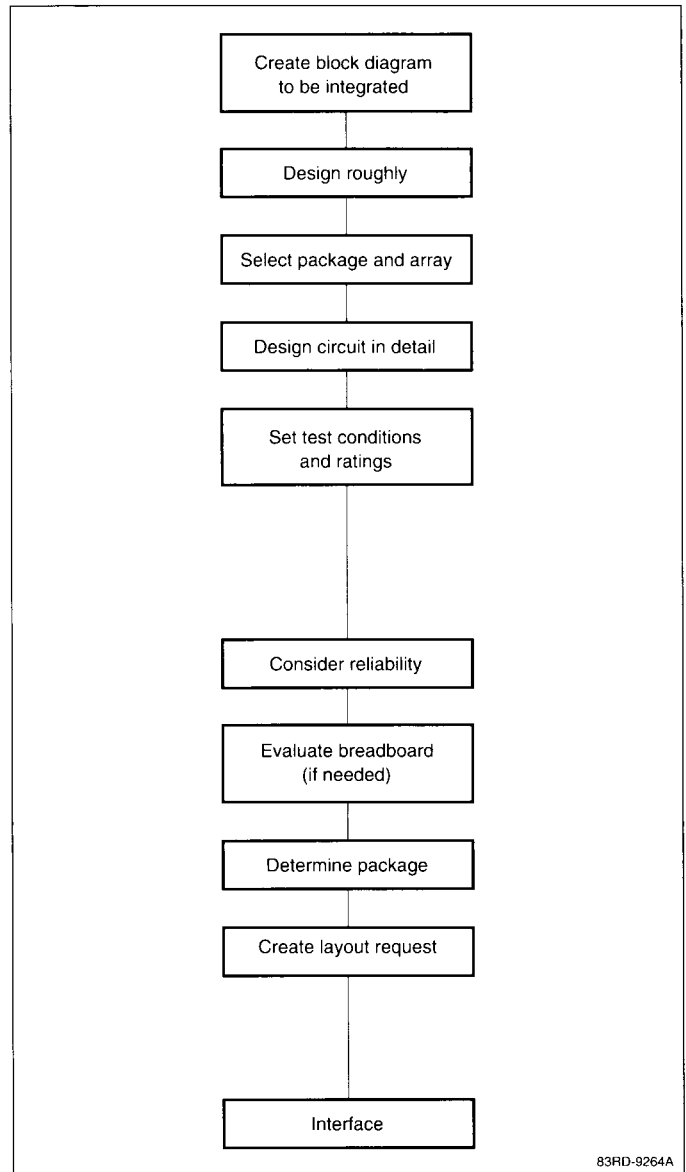 Create block diagram
to be integrated
Design roughly
Select package and array
Design circuit in detail
Set test conditions
and ratings
Consider reliability
Evaluate breadboard
(if needed)
Determine package
Create layout request
Interface
83RD-9264A